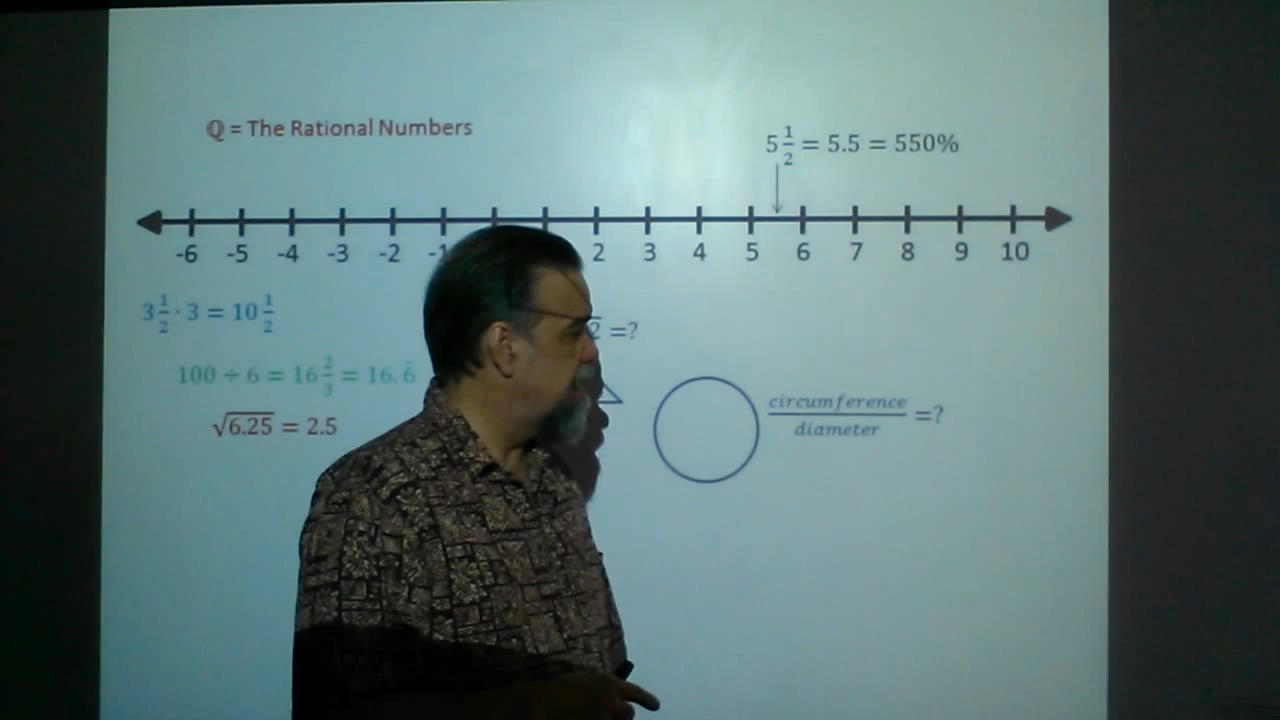 ℚ = The Rational Numbers
5 1/2 = 5.5 = 550%
-6 -5 -4 -3 -2 -1 2 3 4 5 6 7 8 9 10
3 1/2 · 3 = 10 1/2
2 =?
100 ÷ 6 = 16 2/3 = 16.6̄
circumference/diameter =?
√6.25 = 2.5